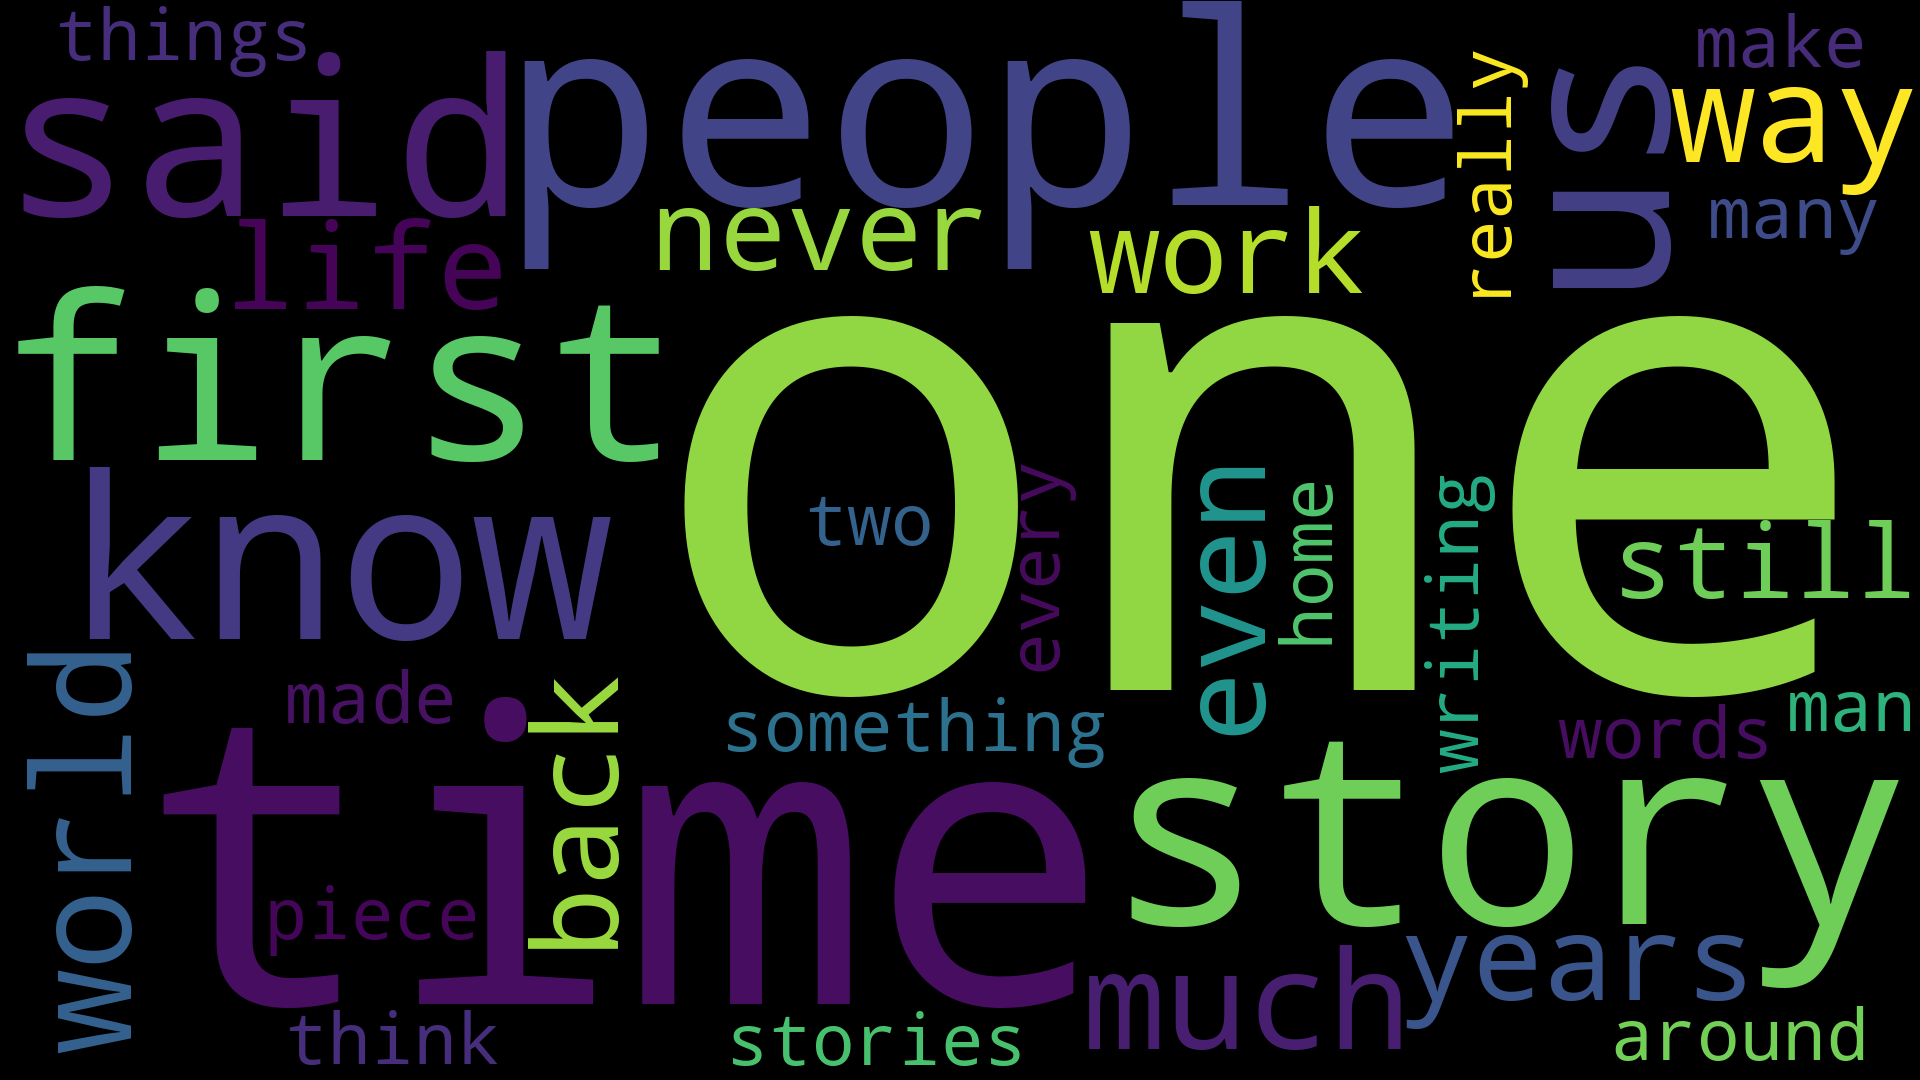 things
said
people
really
us
make
way
many
life
never
work
first
one
know
two
every
even
home
writing
still
world
made
back
something
words
man
time
story
piece
much
years
think
stories
around